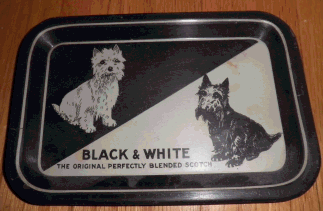 BLACK & WHITE
THE ORIGINAL PERFECTLY BLENDED SCOTCH